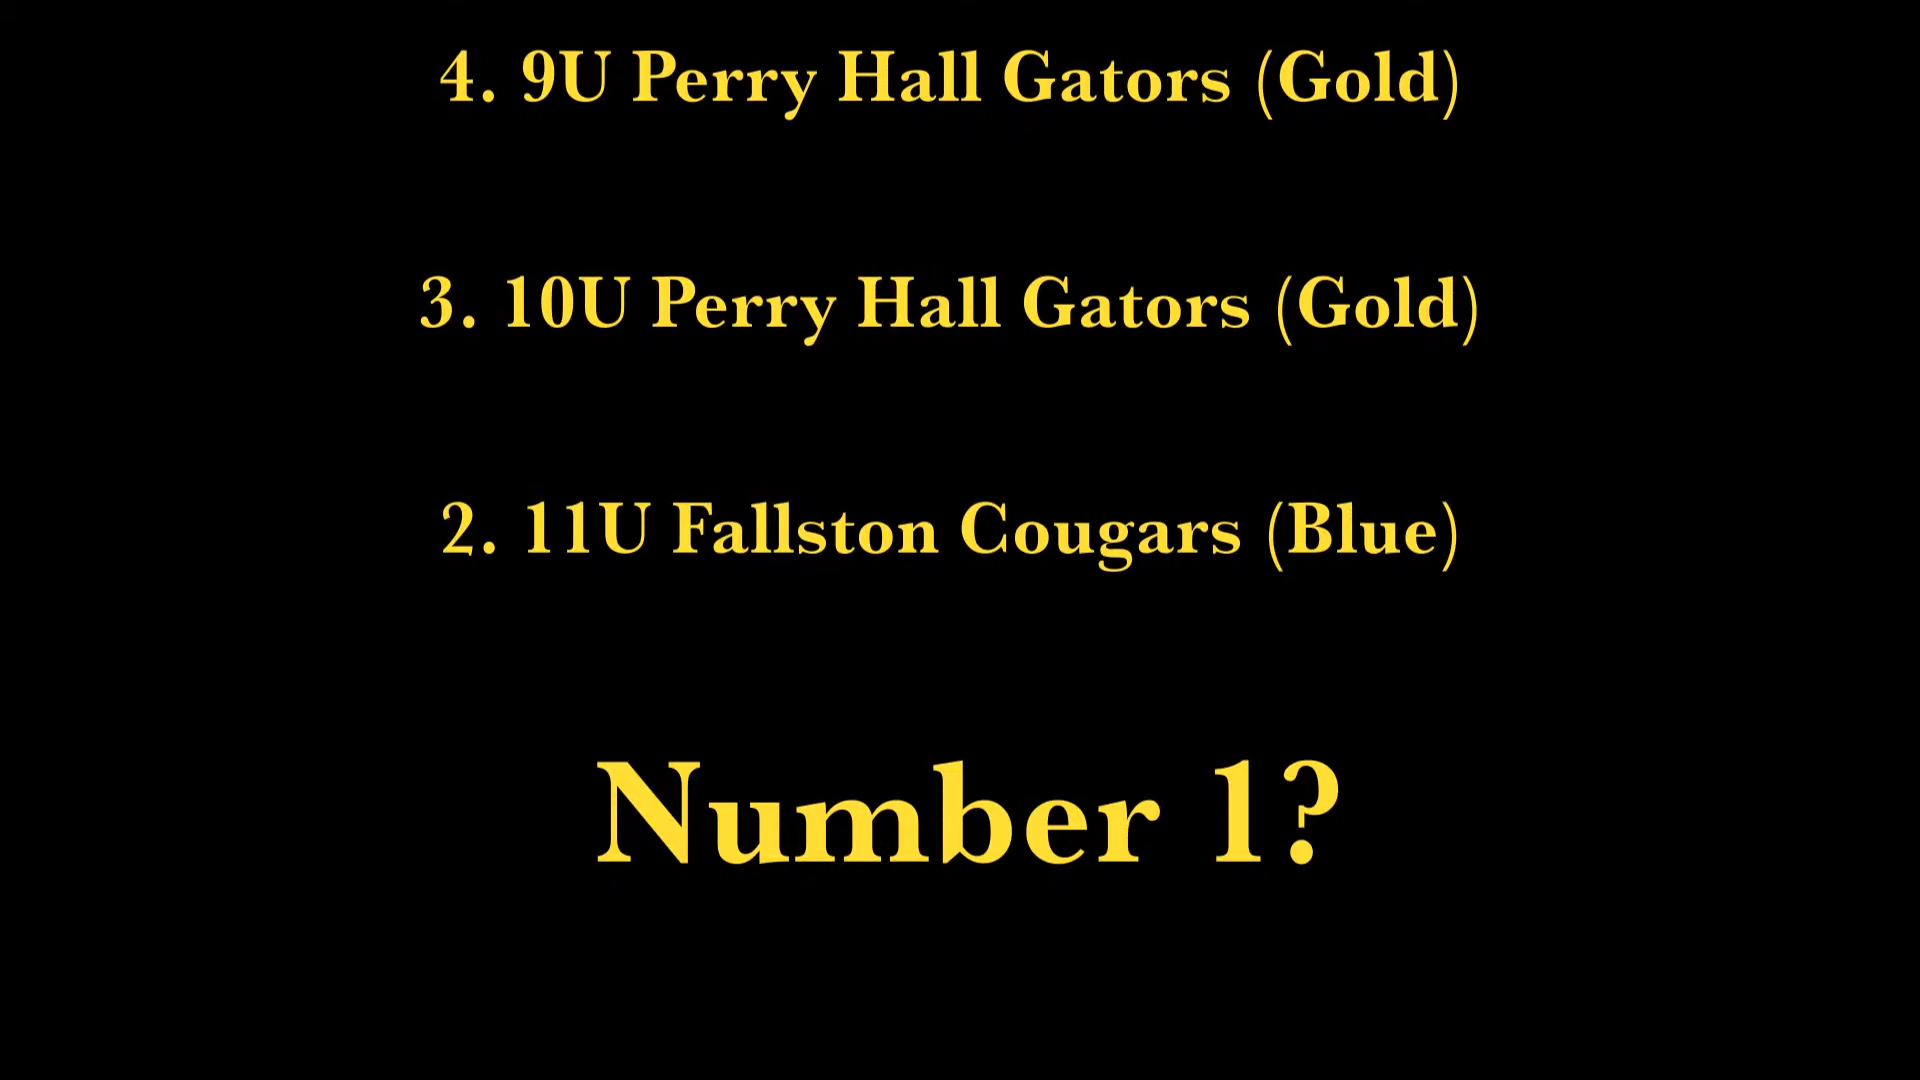 4. 9U Perry Hall Gators (Gold)
3. 10U Perry Hall Gators (Gold)
2. 11U Fallston Cougars (Blue)
Number 1?